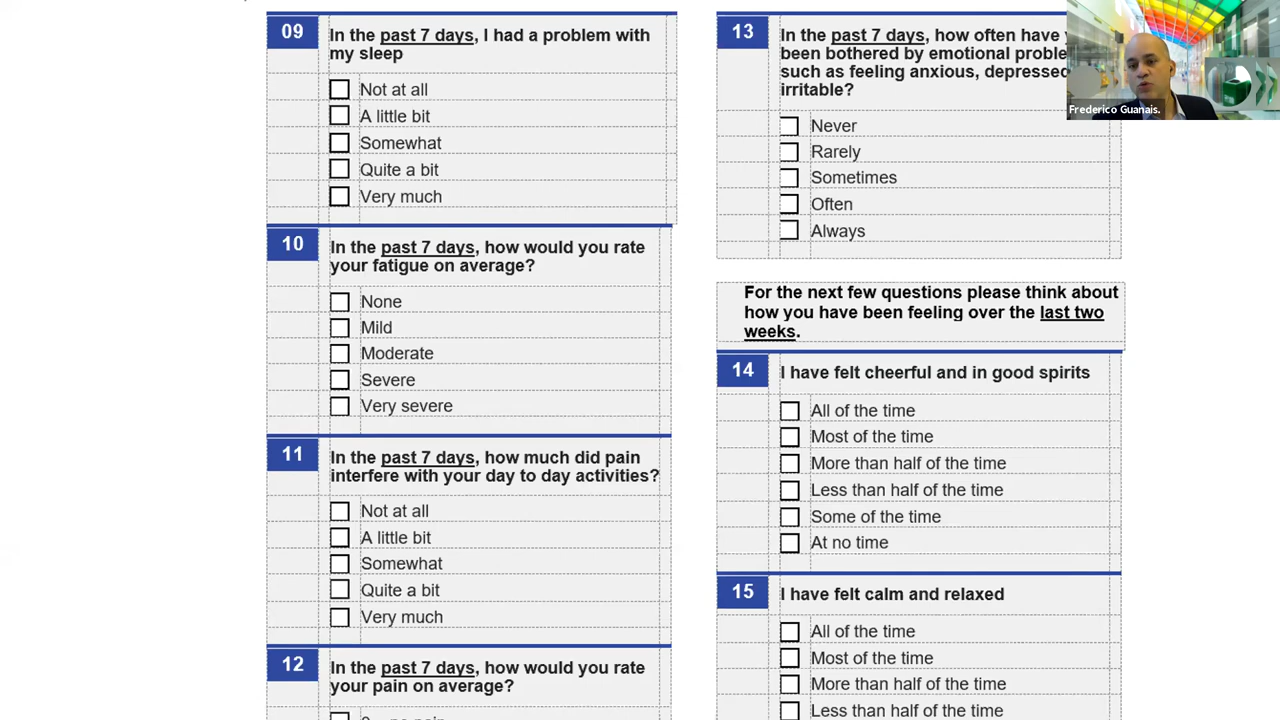 09
In the past 7 days, I had a problem with
my sleep
Not at all
A little bit
Somewhat
Quite a bit
Very much
10
In the past 7 days, how would you rate
your fatigue on average?
None
Mild
Moderate
Severe
Very severe
11
In the past 7 days, how much did pain
interfere with your day to day activities?
Not at all
A little bit
Somewhat
Quite a bit
Very much
12
In the past 7 days, how would you rate
your pain on average?
13
In the past 7 days, how often have
been bothered by emotional
such as feeling anxious, depressed
irritable?
Never
Rarely
Sometimes
Often
Always
For the next few questions please think about
how you have been feeling over the last two
weeks.
14
I have felt cheerful and in good spirits
All of the time
Most of the time
More than half of the time
Less than half of the time
Some of the time
At no time
15
I have felt calm and relaxed
All of the time
Most of the time
More than half of the time
Less than half of the time
Frederico Guanais.